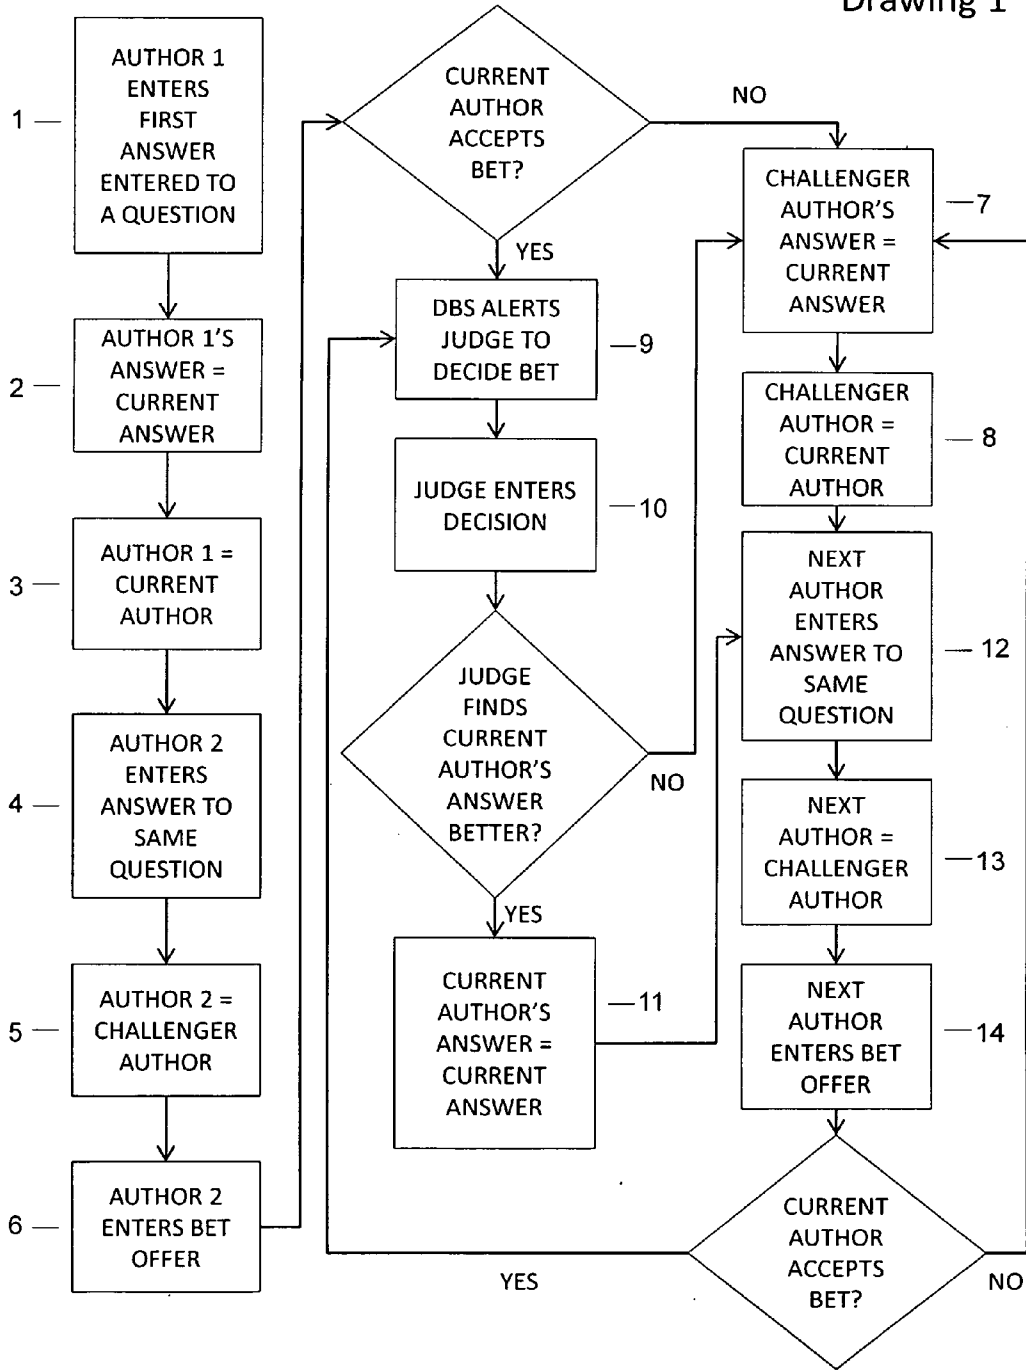 Drawing 1
1
AUTHOR 1
ENTERS
FIRST
ANSWER
ENTERED TO
A QUESTION
2
AUTHOR 1'S
ANSWER =
CURRENT
ANSWER
3
AUTHOR 1 =
CURRENT
AUTHOR
4
AUTHOR 2
ENTERS
ANSWER TO
SAME
QUESTION
5
AUTHOR 2 =
CHALLENGER
AUTHOR
6
AUTHOR 2
ENTERS BET
OFFER
CURRENT
AUTHOR
ACCEPTS
BET?
NO
YES
DBS ALERTS
JUDGE TO
DECIDE BET
9
JUDGE ENTERS
DECISION
10
JUDGE
FINDS
CURRENT
AUTHOR'S
ANSWER
BETTER?
NO
YES
CURRENT
AUTHOR'S
ANSWER =
CURRENT
ANSWER
11
CHALLENGER
AUTHOR'S
ANSWER =
CURRENT
ANSWER
7
CHALLENGER
AUTHOR =
CURRENT
AUTHOR
8
NEXT
AUTHOR
ENTERS
ANSWER TO
SAME
QUESTION
12
NEXT
AUTHOR =
CHALLENGER
AUTHOR
13
NEXT
AUTHOR
ENTERS BET
OFFER
14
CURRENT
AUTHOR
ACCEPTS
BET?
YES
NO